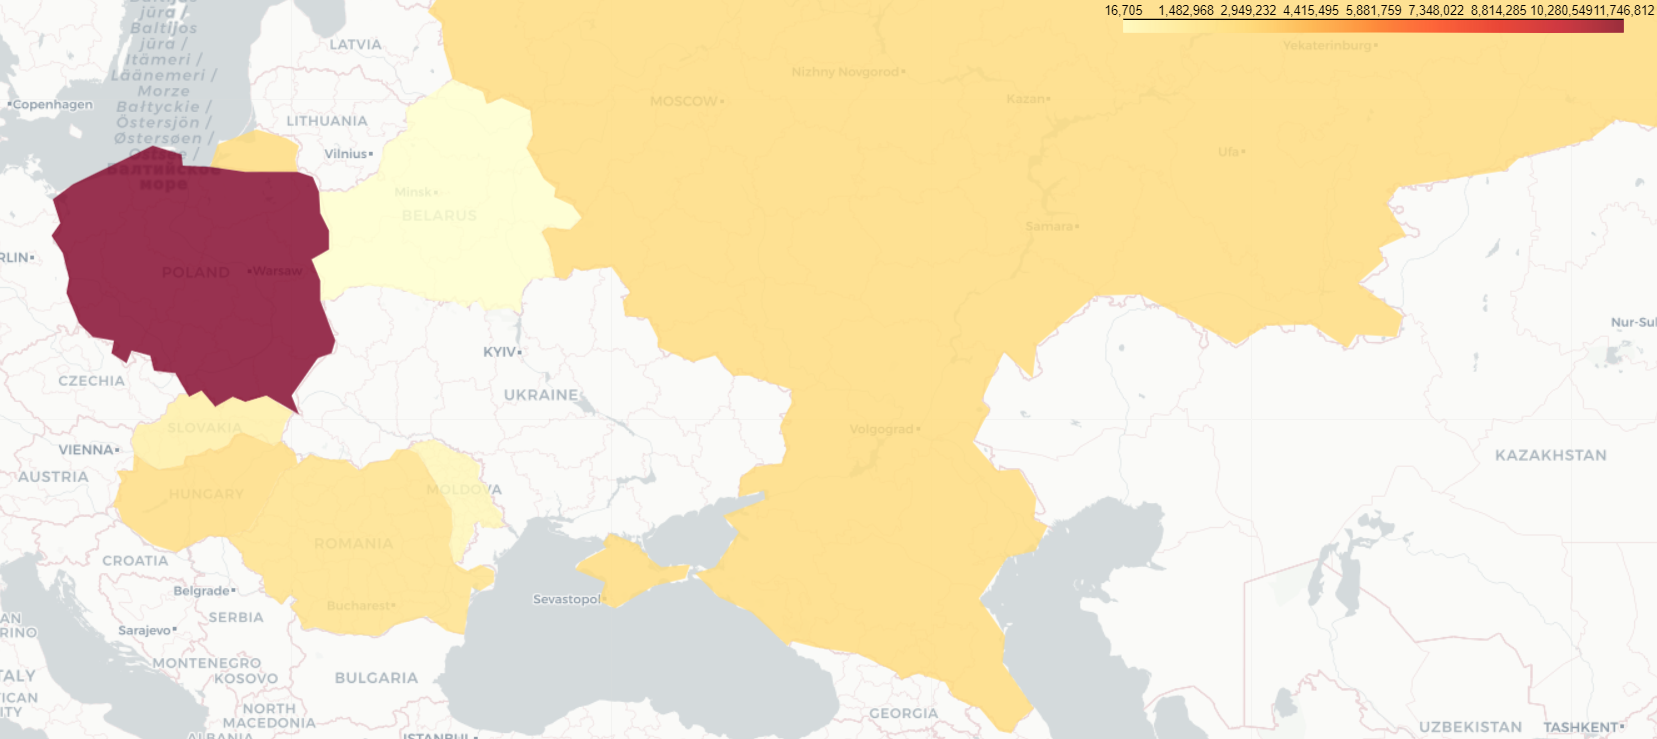 16,705 1,482,968 2,949,232 4,415,495 5,881,759 7,348,022 8,814,285 10,280,549 11,746,812
jūra /
Baltijos
jūra /
Itämeri /
Läänemeri /
Morze
Bałtyckie /
Östersjön /
Østersøen /
Ostsee /
Балтийское
море
LATVIA
Yekaterinburg
Nizhny Novgorod
MOSCOW
Kazan
Copenhagen
LITHUANIA
Vilnius
Ufa
Minsk
BELARUS
Samara
RLIN
POLAND
Warsaw
Nur-Sul
KYIV
CZECHIA
UKRAINE
SLOVAKIA
Volgograd
VIENNA
KAZAKHSTAN
AUSTRIA
HUNGARY
MOLDOVA
ROMANIA
CROATIA
Belgrade
Sevastopol
Bucharest
AN
RINO
SERBIA
Sarajevo
MONTENEGRO
KOSOVO
TALY
BULGARIA
ICAN
ITY
NORTH
MACEDONIA
GEORGIA
UZBEKISTAN
TASHKENT
ALBANIA
ISTANBUL